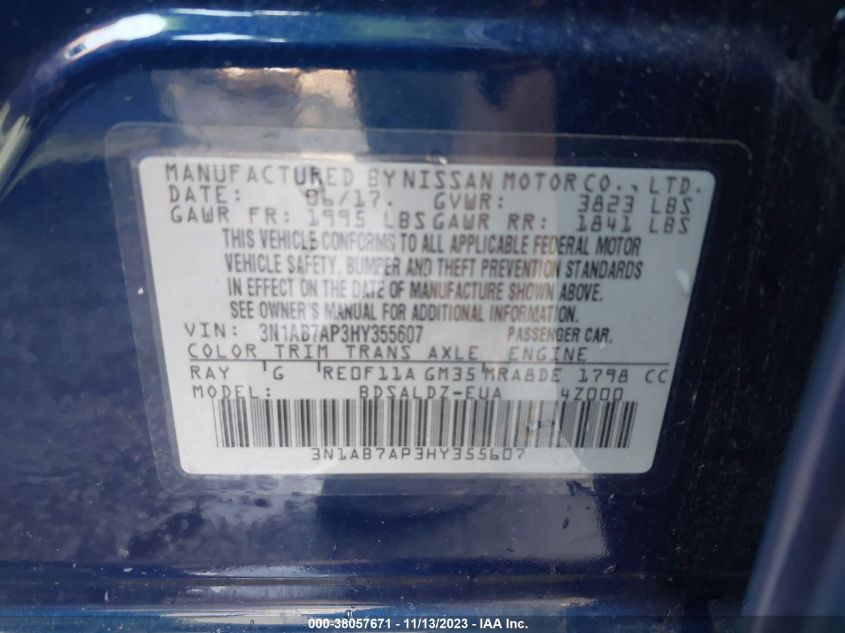 MANUFACTURED BY NISSAN MOTOR CO., LTD.
DATE: 06/17. GVWR: 3823 LBS
GAWR FR: 1995 LBS GAWR RR: 1841 LBS
THIS VEHICLE CONFORMS TO ALL APPLICABLE FEDERAL MOTOR
VEHICLE SAFETY, BUMPER AND THEFT PREVENTION STANDARDS
IN EFFECT ON THE DATE OF MANUFACTURE SHOWN ABOVE.
SEE OWNER'S MANUAL FOR ADDITIONAL INFORMATION.
VIN: 3N1AB7AP3HY355607 PASSENGER CAR.
COLOR TRIM TRANS AXLE ENGINE
RAY G RE0F11A GM35 MRA8DE 1798 CC
MODEL: BDSALDZ-EUA 4Z000
3N1AB7AP3HY355607
000-38057671 - 11/13/2023 - IAA Inc.